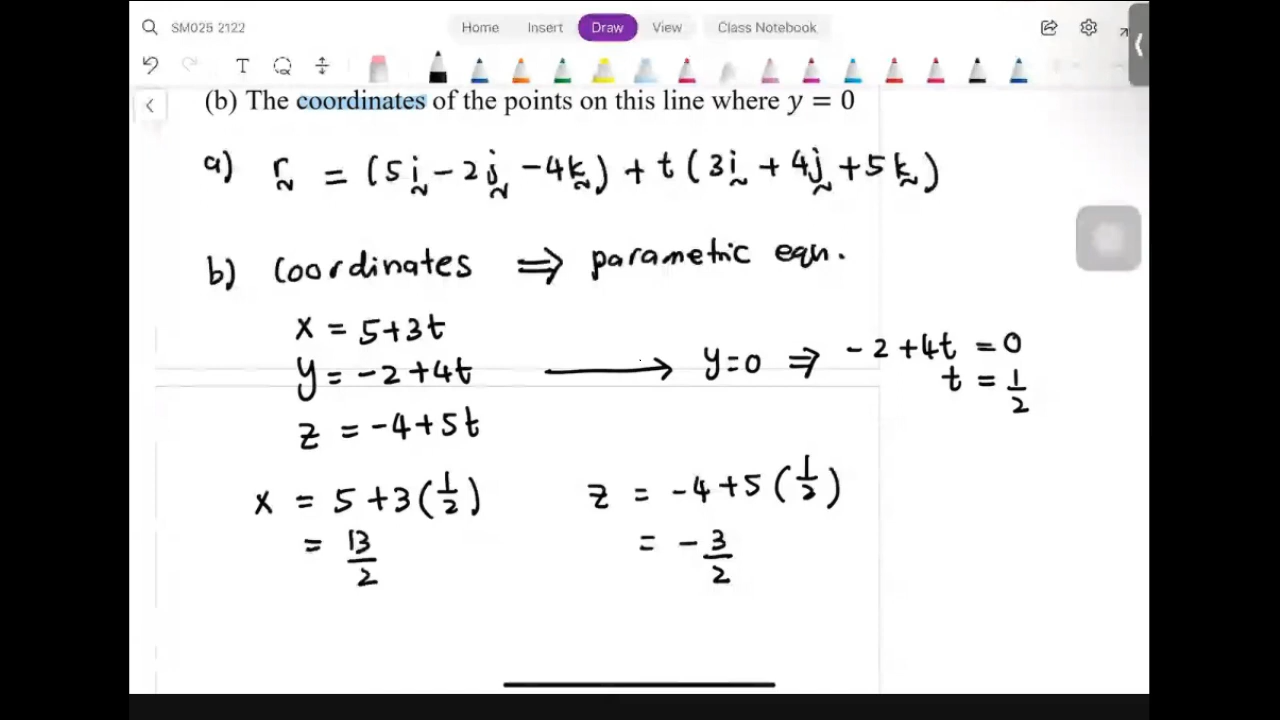 SM025 2122
Home Insert Draw View Class Notebook
T
(b) The coordinates of the points on this line where y = 0
a) r = (5i - 2j - 4k) + t (3i + 4j + 5k)
b) Coordinates ⇒ parametric eqn.
x = 5+3t
y = -2+4t ⟶ y=0 ⇒ -2+4t = 0
t = 1/2
z = -4+5t
x = 5+3(1/2) z = -4+5(1/2)
= 13/2 = -3/2